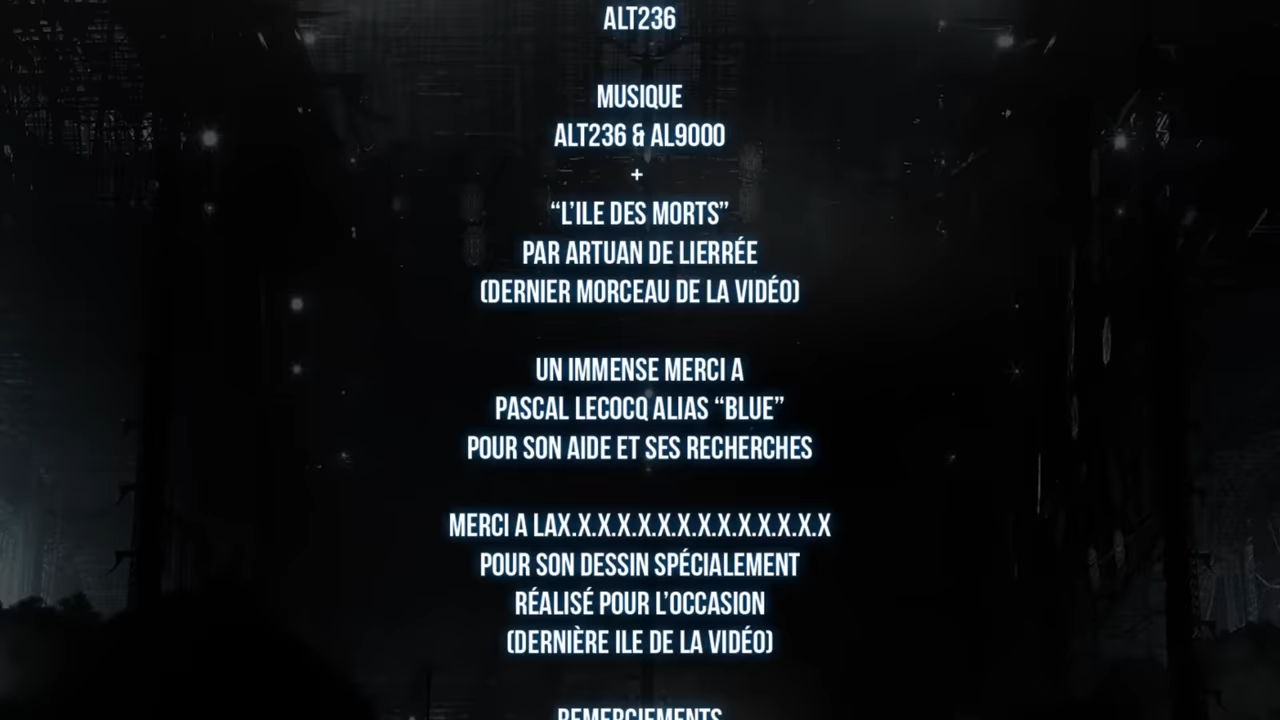 ALT236
MUSIQUE
ALT236 & AL9000
+
“L’ILE DES MORTS”
PAR ARTUAN DE LIERRÉE
(DERNIER MORCEAU DE LA VIDÉO)
UN IMMENSE MERCI A
PASCAL LECOCQ ALIAS “BLUE”
POUR SON AIDE ET SES RECHERCHES
MERCI A LAX.X.X.X.X.X.X.X.X.X.X.X.X.X
POUR SON DESSIN SPÉCIALEMENT
RÉALISÉ POUR L’OCCASION
(DERNIÈRE ILE DE LA VIDÉO)
REMERCIEMENTS